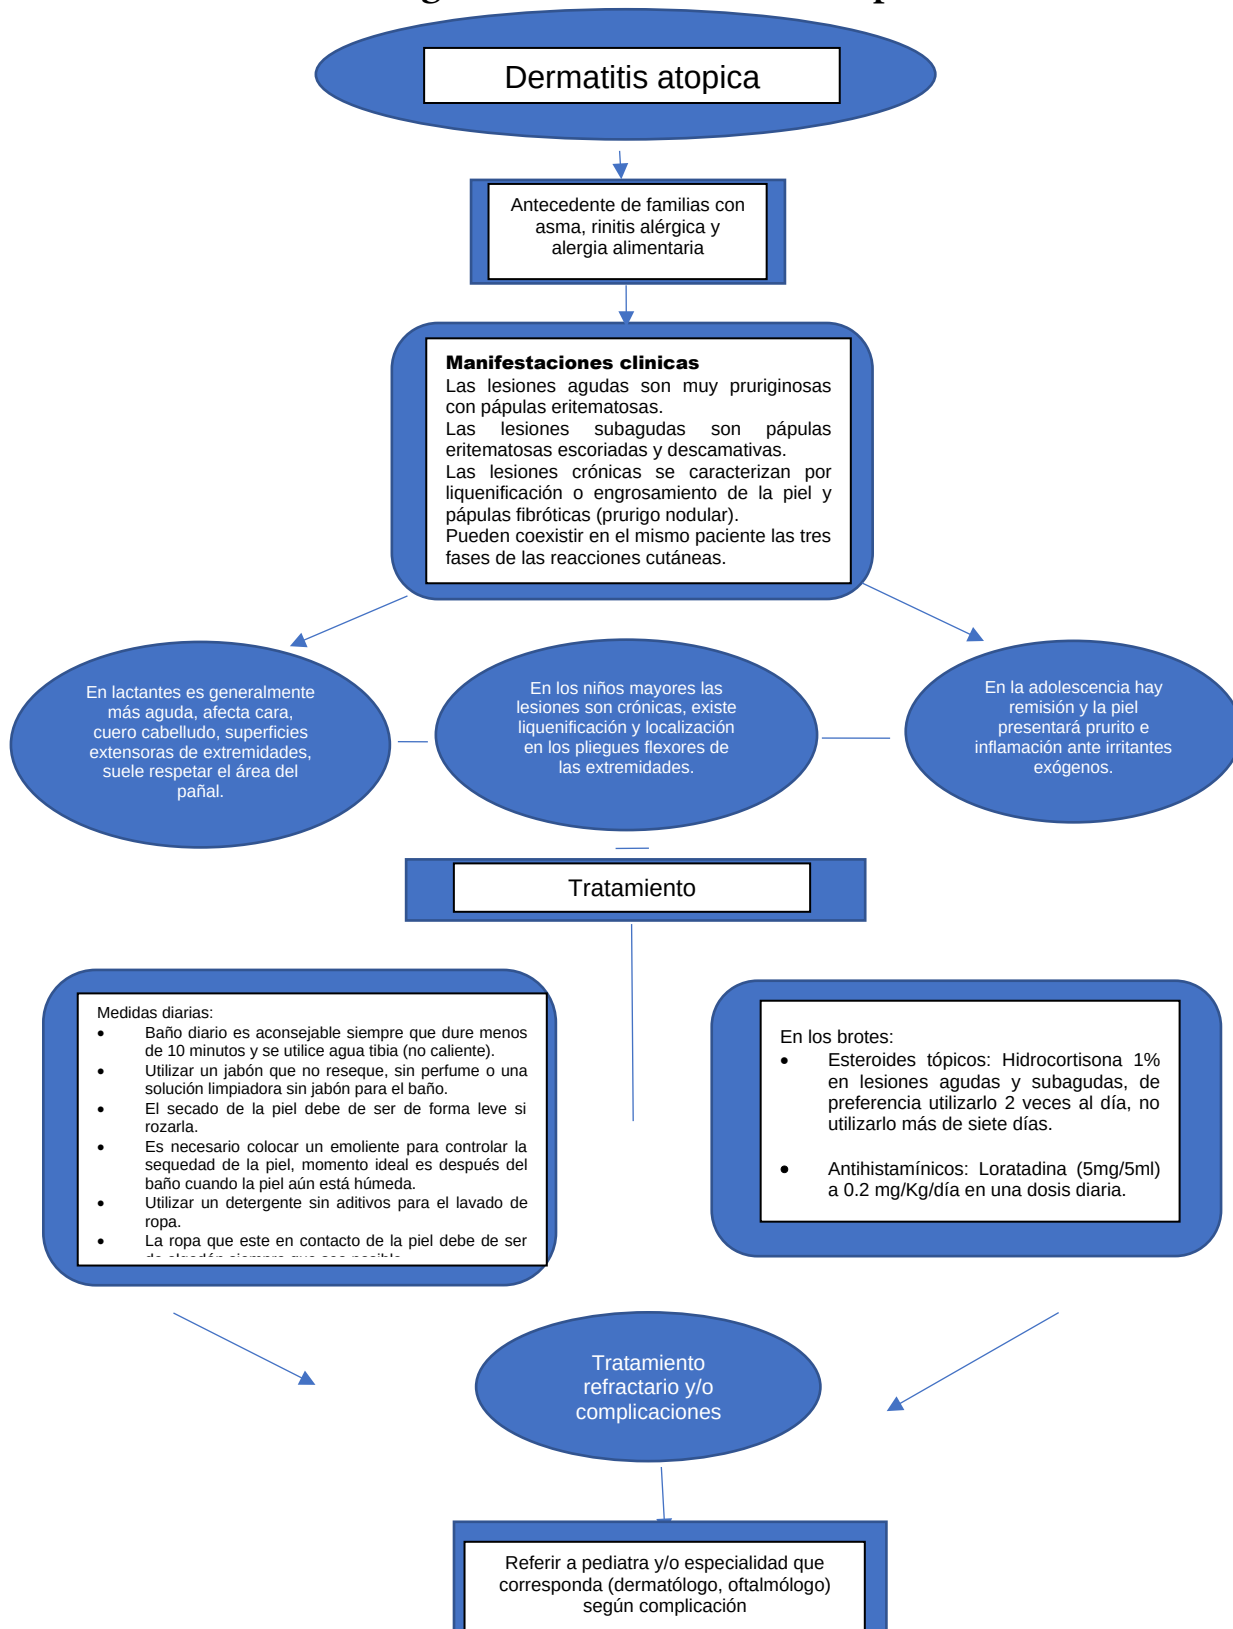 Dermatitis atopica
Antecedente de familias con
asma, rinitis alérgica y
alergia alimentaria
Manifestaciones clinicas
Las lesiones agudas son muy pruriginosas
con pápulas eritematosas.
Las lesiones subagudas son pápulas
eritematosas escoriadas y descamativas.
Las lesiones crónicas se caracterizan por
liquenificación o engrosamiento de la piel y
pápulas fibróticas (prurigo nodular).
Pueden coexistir en el mismo paciente las tres
fases de las reacciones cutáneas.
En lactantes es generalmente
más aguda, afecta cara,
cuero cabelludo, superficies
extensoras de extremidades,
suele respetar el área del
pañal.
En los niños mayores las
lesiones son crónicas, existe
liquenificación y localización
en los pliegues flexores de
las extremidades.
En la adolescencia hay
remisión y la piel
presentará prurito e
inflamación ante irritantes
exógenos.
Tratamiento
Medidas diarias:
• Baño diario es aconsejable siempre que dure menos
de 10 minutos y se utilice agua tibia (no caliente).
• Utilizar un jabón que no reseque, sin perfume o una
solución limpiadora sin jabón para el baño.
• El secado de la piel debe de ser de forma leve si
rozarla.
• Es necesario colocar un emoliente para controlar la
sequedad de la piel, momento ideal es después del
baño cuando la piel aún está húmeda.
• Utilizar un detergente sin aditivos para el lavado de
ropa.
• La ropa que este en contacto de la piel debe de ser
de algodón siempre que sea posible
En los brotes:
• Esteroides tópicos: Hidrocortisona 1%
en lesiones agudas y subagudas, de
preferencia utilizarlo 2 veces al día, no
utilizarlo más de siete días.
• Antihistamínicos: Loratadina (5mg/5ml)
a 0.2 mg/Kg/día en una dosis diaria.
Tratamiento
refractario y/o
complicaciones
Referir a pediatra y/o especialidad que
corresponda (dermatólogo, oftalmólogo)
según complicación